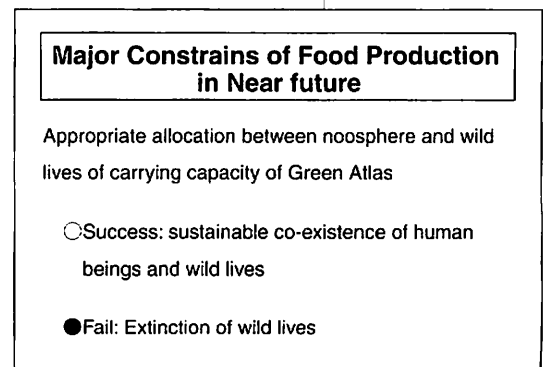 Major Constrains of Food Production
in Near future
Appropriate allocation between noosphere and wild
lives of carrying capacity of Green Atlas
○Success: sustainable co-existence of human
beings and wild lives
●Fail: Extinction of wild lives